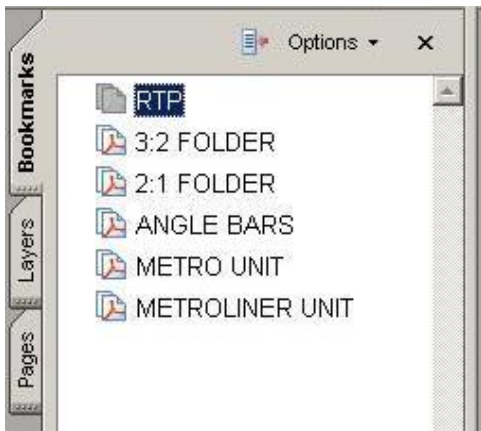 Options
Bookmarks
RTP
3:2 FOLDER
2:1 FOLDER
ANGLE BARS
METRO UNIT
METROLINER UNIT
Layers
Pages